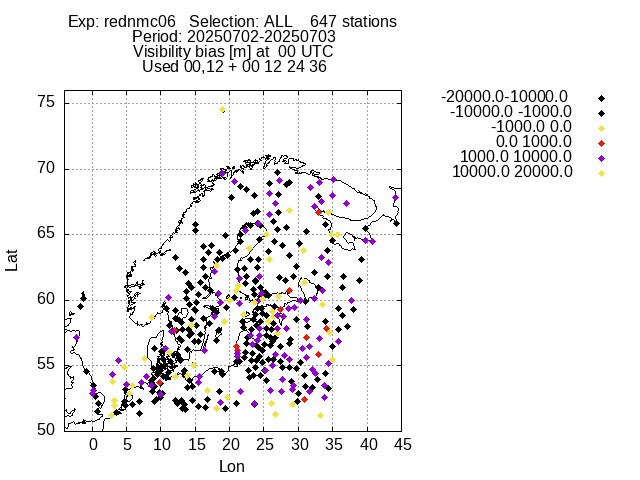 Exp: rednmc06   Selection: ALL    647 stations
Period: 20250702-20250703
Visibility bias [m] at  00 UTC
Used 00,12 + 00 12 24 36
-20000.0-10000.0
-10000.0 -1000.0
-1000.0 0.0
0.0 1000.0
1000.0 10000.0
10000.0 20000.0
75
70
65
60
55
50
Lat
0 5 10 15 20 25 30 35 40 45
Lon